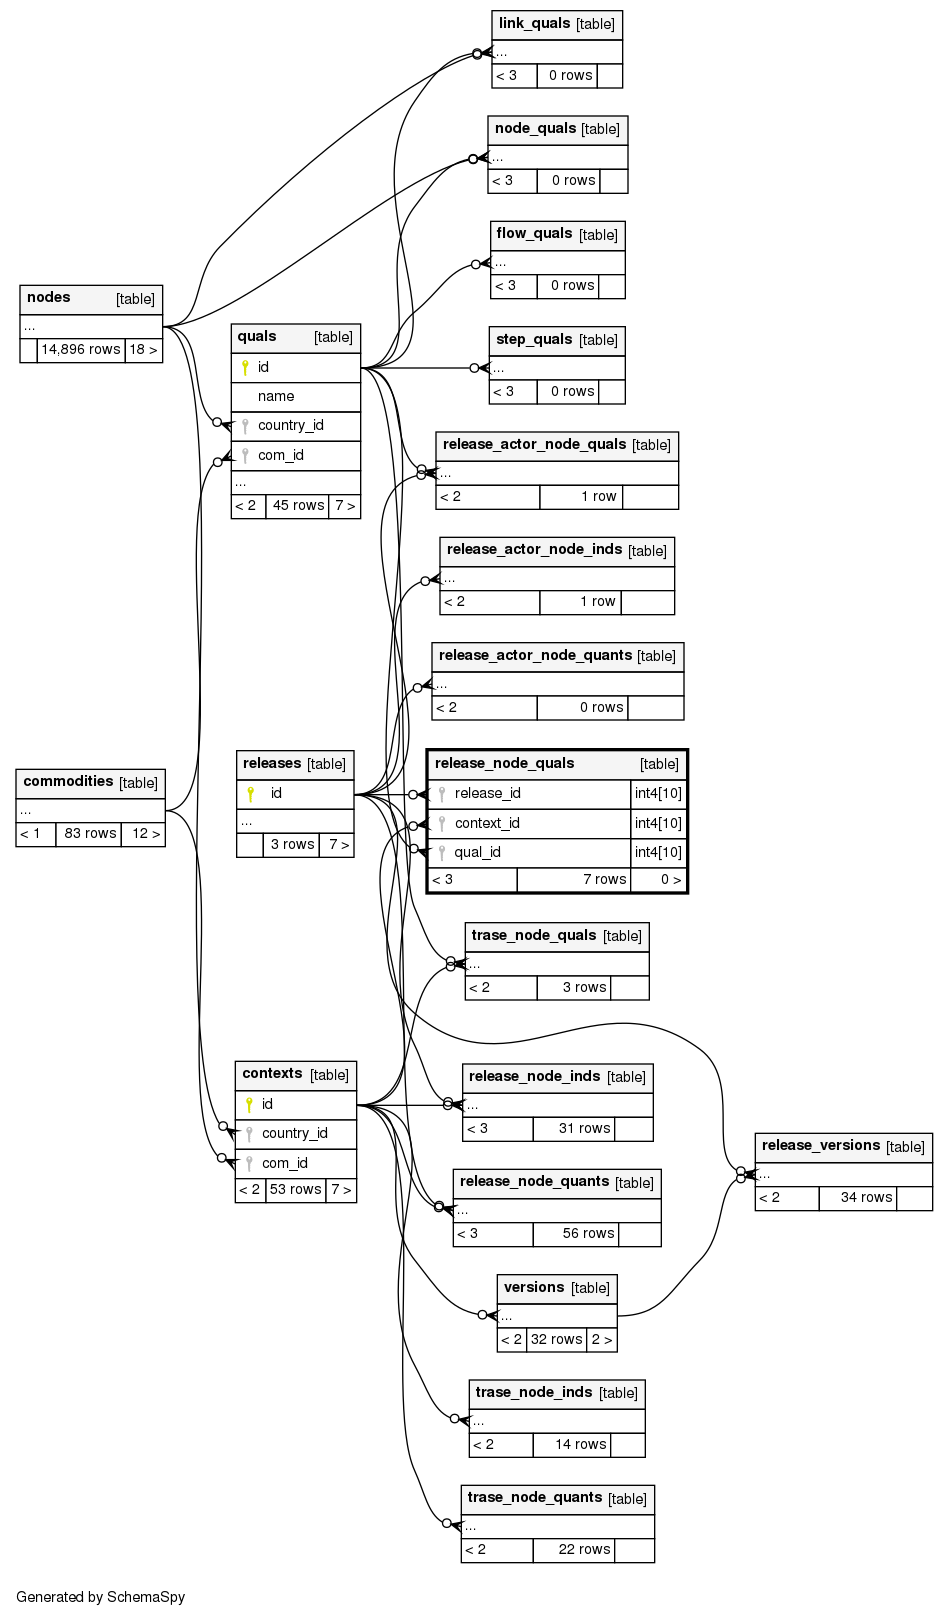 link_quals [table]
...
< 3 0 rows
node_quals [table]
...
< 3 0 rows
flow_quals [table]
...
< 3 0 rows
nodes [table]
...
14,896 rows 18 >
quals [table]
id
name
country_id
com_id
...
< 2 45 rows 7 >
step_quals [table]
...
< 3 0 rows
release_actor_node_quals [table]
...
< 2 1 row
release_actor_node_inds [table]
...
< 2 1 row
release_actor_node_quants [table]
...
< 2 0 rows
commodities [table]
...
< 1 83 rows 12 >
releases [table]
id
...
3 rows 7 >
release_node_quals [table]
release_id int4[10]
context_id int4[10]
qual_id int4[10]
< 3 7 rows 0 >
trase_node_quals [table]
...
< 2 3 rows
contexts [table]
id
country_id
com_id
< 2 53 rows 7 >
release_node_inds [table]
...
< 3 31 rows
release_versions [table]
...
< 2 34 rows
release_node_quants [table]
...
< 3 56 rows
versions [table]
...
< 2 32 rows 2 >
trase_node_inds [table]
...
< 2 14 rows
trase_node_quants [table]
...
< 2 22 rows
Generated by SchemaSpy